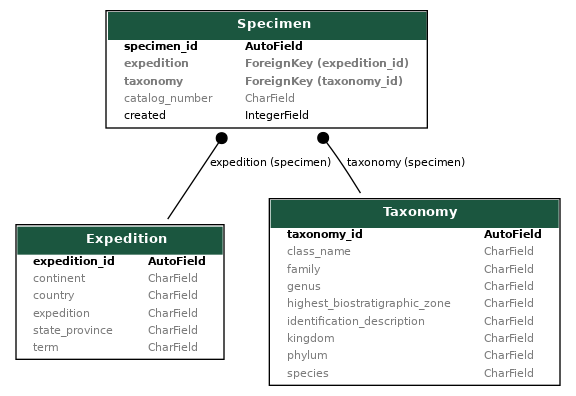 Specimen
specimen_id AutoField
expedition ForeignKey (expedition_id)
taxonomy ForeignKey (taxonomy_id)
catalog_number CharField
created IntegerField
expedition (specimen) taxonomy (specimen)
Expedition
expedition_id AutoField
continent CharField
country CharField
expedition CharField
state_province CharField
term CharField
Taxonomy
taxonomy_id AutoField
class_name CharField
family CharField
genus CharField
highest_biostratigraphic_zone CharField
identification_description CharField
kingdom CharField
phylum CharField
species CharField